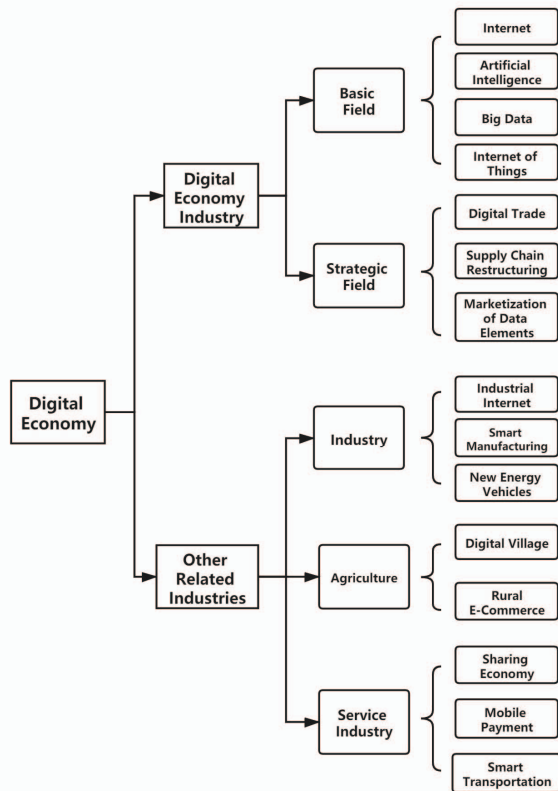 Internet
Artificial
Intelligence
Basic
Field
Big Data
Internet of
Things
Digital
Economy
Industry
Digital Trade
Supply Chain
Restructuring
Strategic
Field
Marketization
of Data
Elements
Digital
Economy
Industrial
Internet
Industry
Smart
Manufacturing
New Energy
Vehicles
Other
Related
Industries
Digital Village
Agriculture
Rural
E-Commerce
Sharing
Economy
Service
Industry
Mobile
Payment
Smart
Transportation